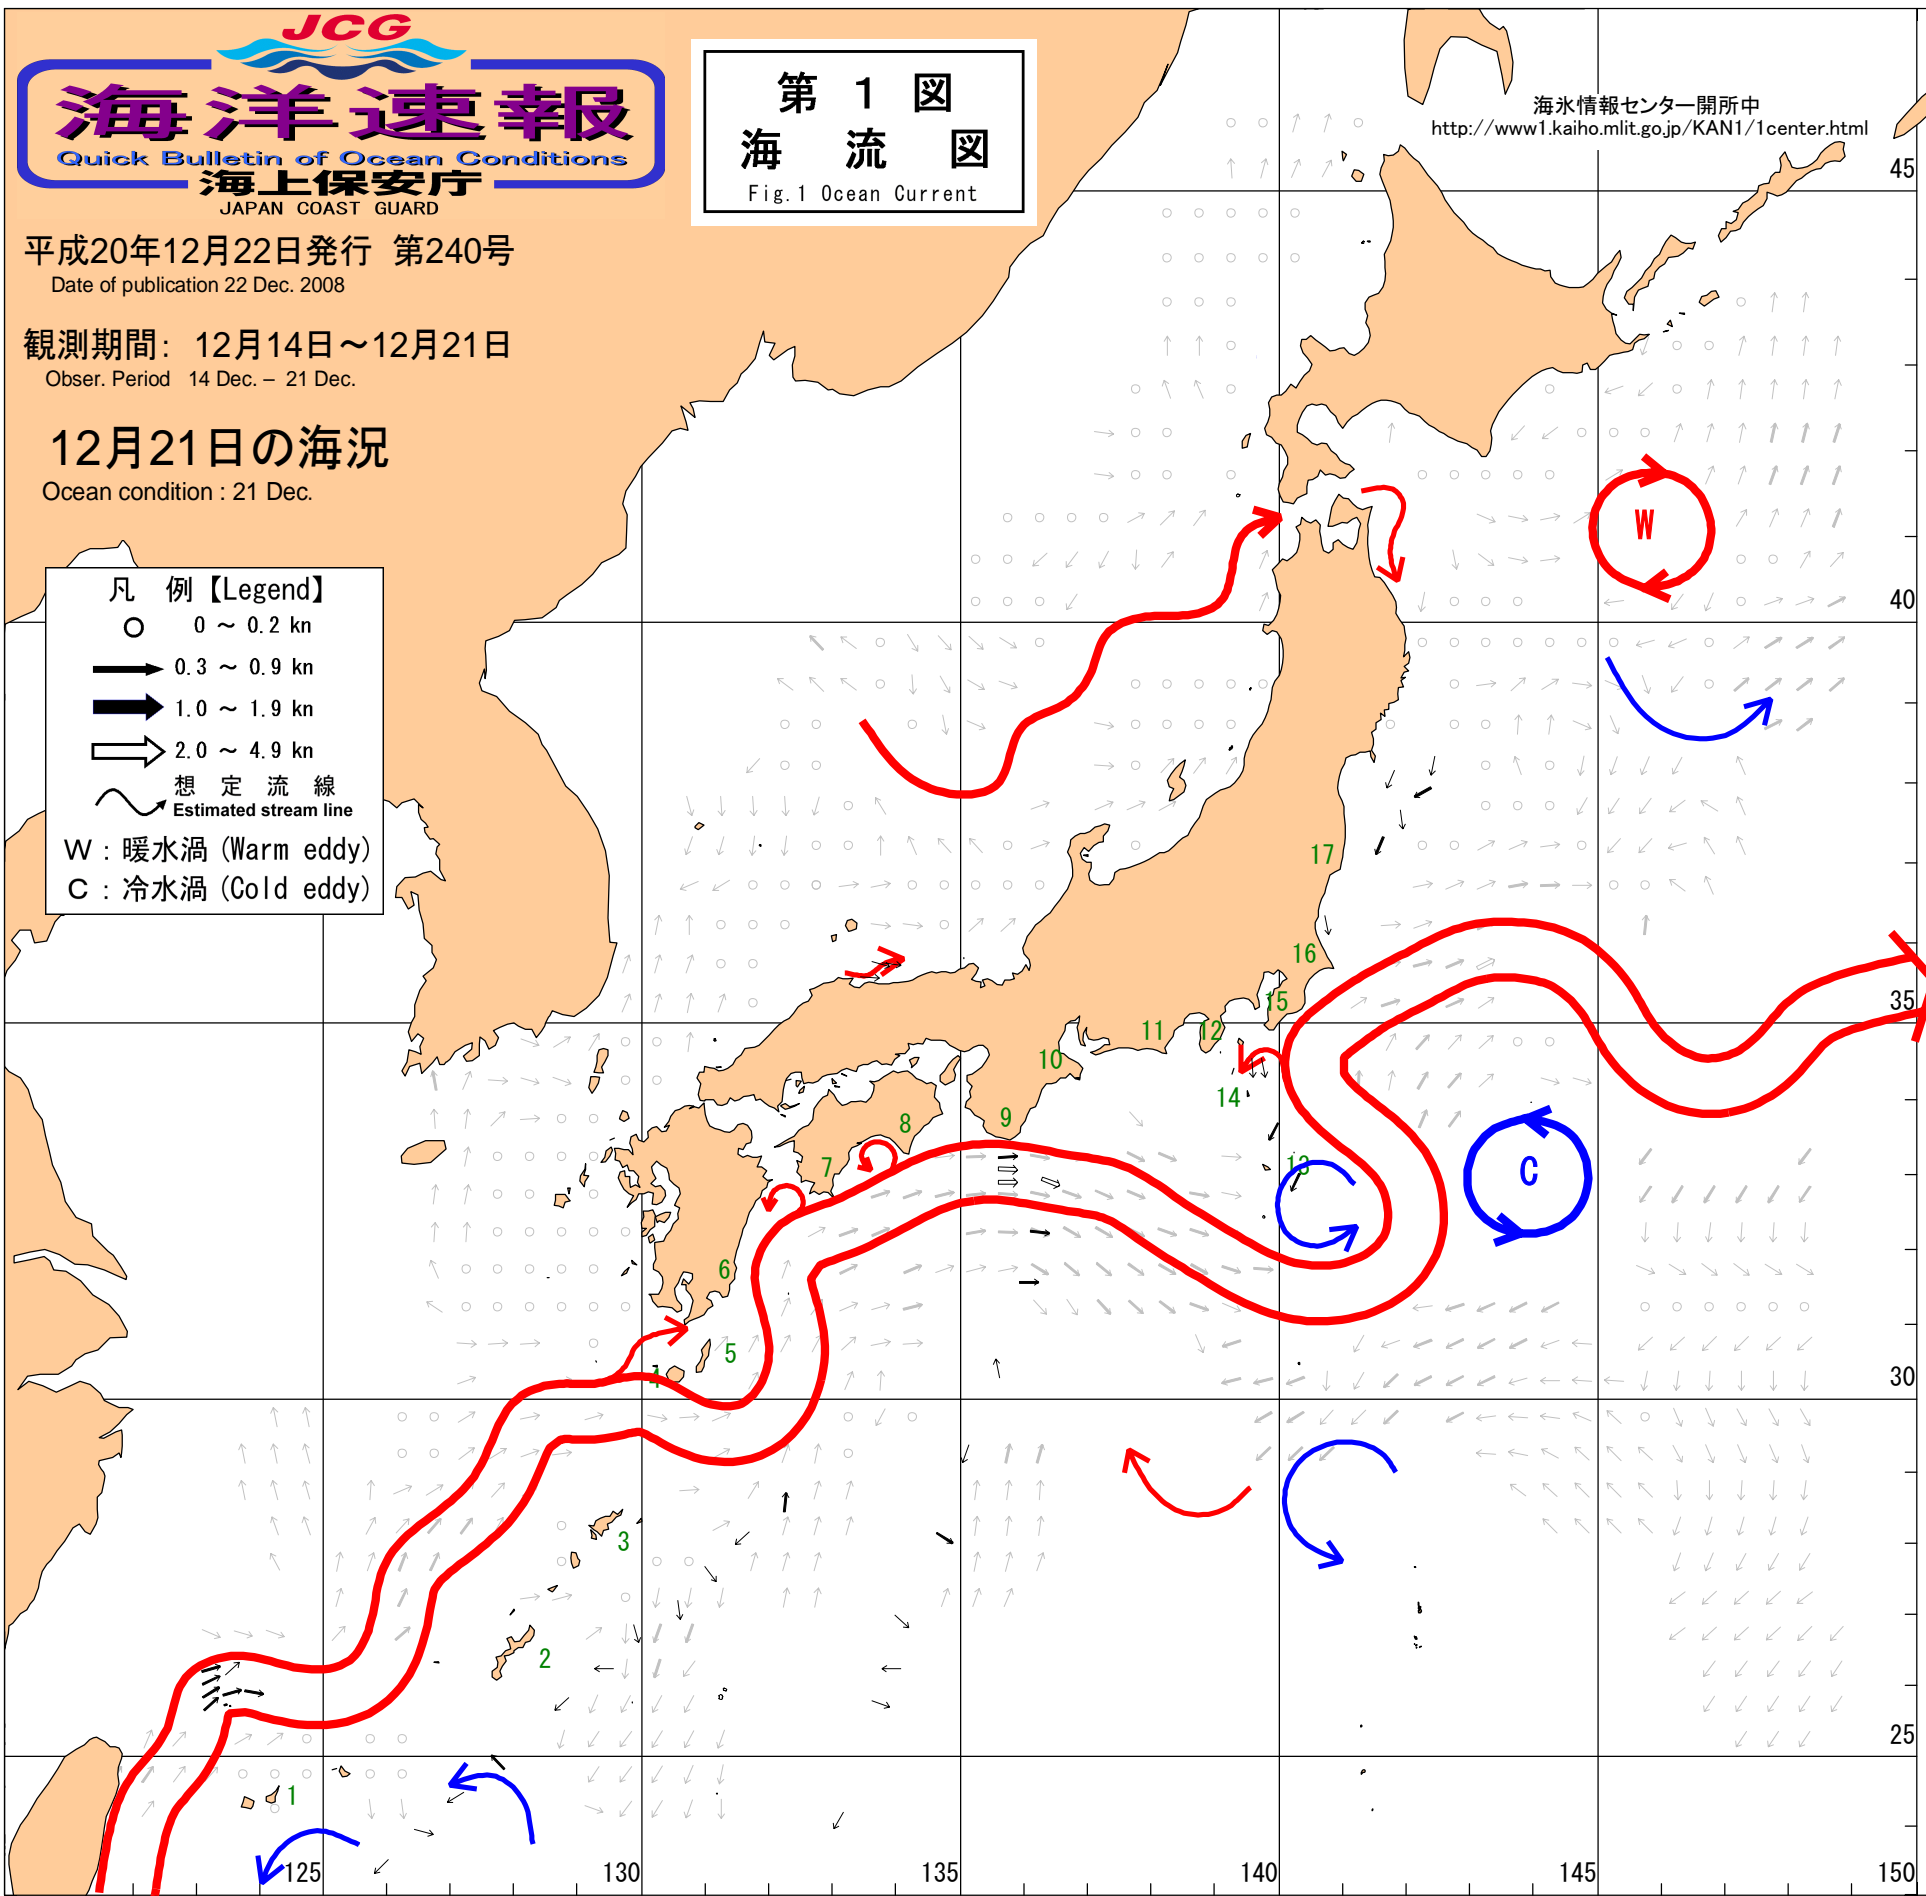 JCG
海洋速報
Quick Bulletin of Ocean Conditions
海上保安庁
JAPAN COAST GUARD
平成20年12月22日発行 第240号
Date of publication 22 Dec. 2008
観測期間: 12月14日～12月21日
Obser. Period 14 Dec. – 21 Dec.
12月21日の海況
Ocean condition : 21 Dec.
第 1 図
海 流 図
Fig.1 Ocean Current
海氷情報センター開所中
http://www1.kaiho.mlit.go.jp/KAN1/1center.html
凡 例【Legend】
0 ～ 0.2 kn
0.3 ～ 0.9 kn
1.0 ～ 1.9 kn
2.0 ～ 4.9 kn
想 定 流 線
Estimated stream line
W : 暖水渦 (Warm eddy)
C : 冷水渦 (Cold eddy)
45
W
40
17
16
35
15
12
11
10
14
9
8
7
13
C
6
5
4
30
3
2
25
1
125
130
135
140
145
150